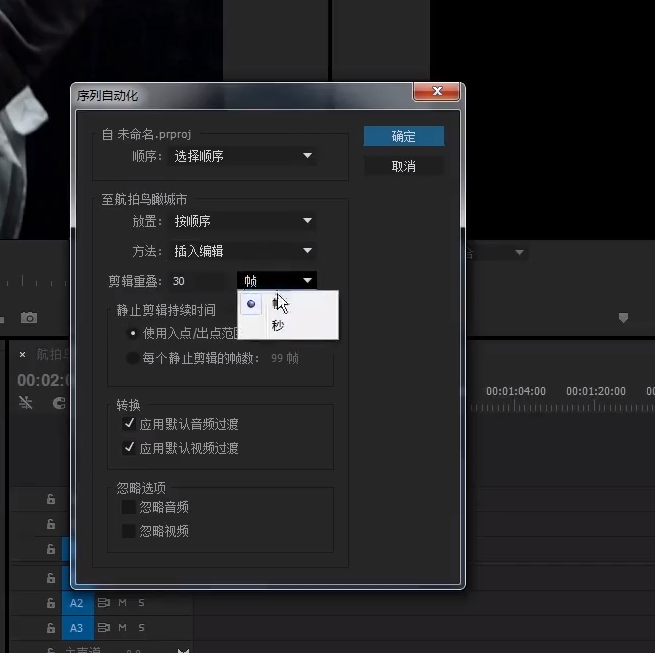 序列自动化
自 未命名.prproj
确定
顺序： 选择顺序
取消
至航拍鸟瞰城市
放置： 按顺序
方法： 插入编辑
剪辑重叠： 30 帧
秒
静止剪辑持续时间
使用入点/出点范围
每个静止剪辑的帧数： 99 帧
转换
应用默认音频过渡
应用默认视频过渡
忽略选项
忽略音频
忽略视频
× 航拍
00:02:0
00:01:04:00 00:01:20:00 00
A2 M S
A3 M S
主声道 0.0